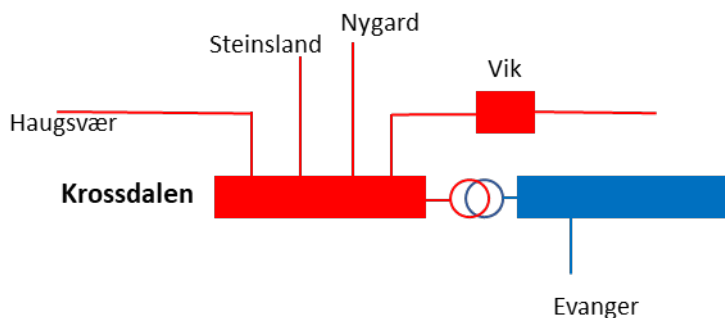 Nygard
Steinsland
Vik
Haugsvær
Krossdalen
Evanger